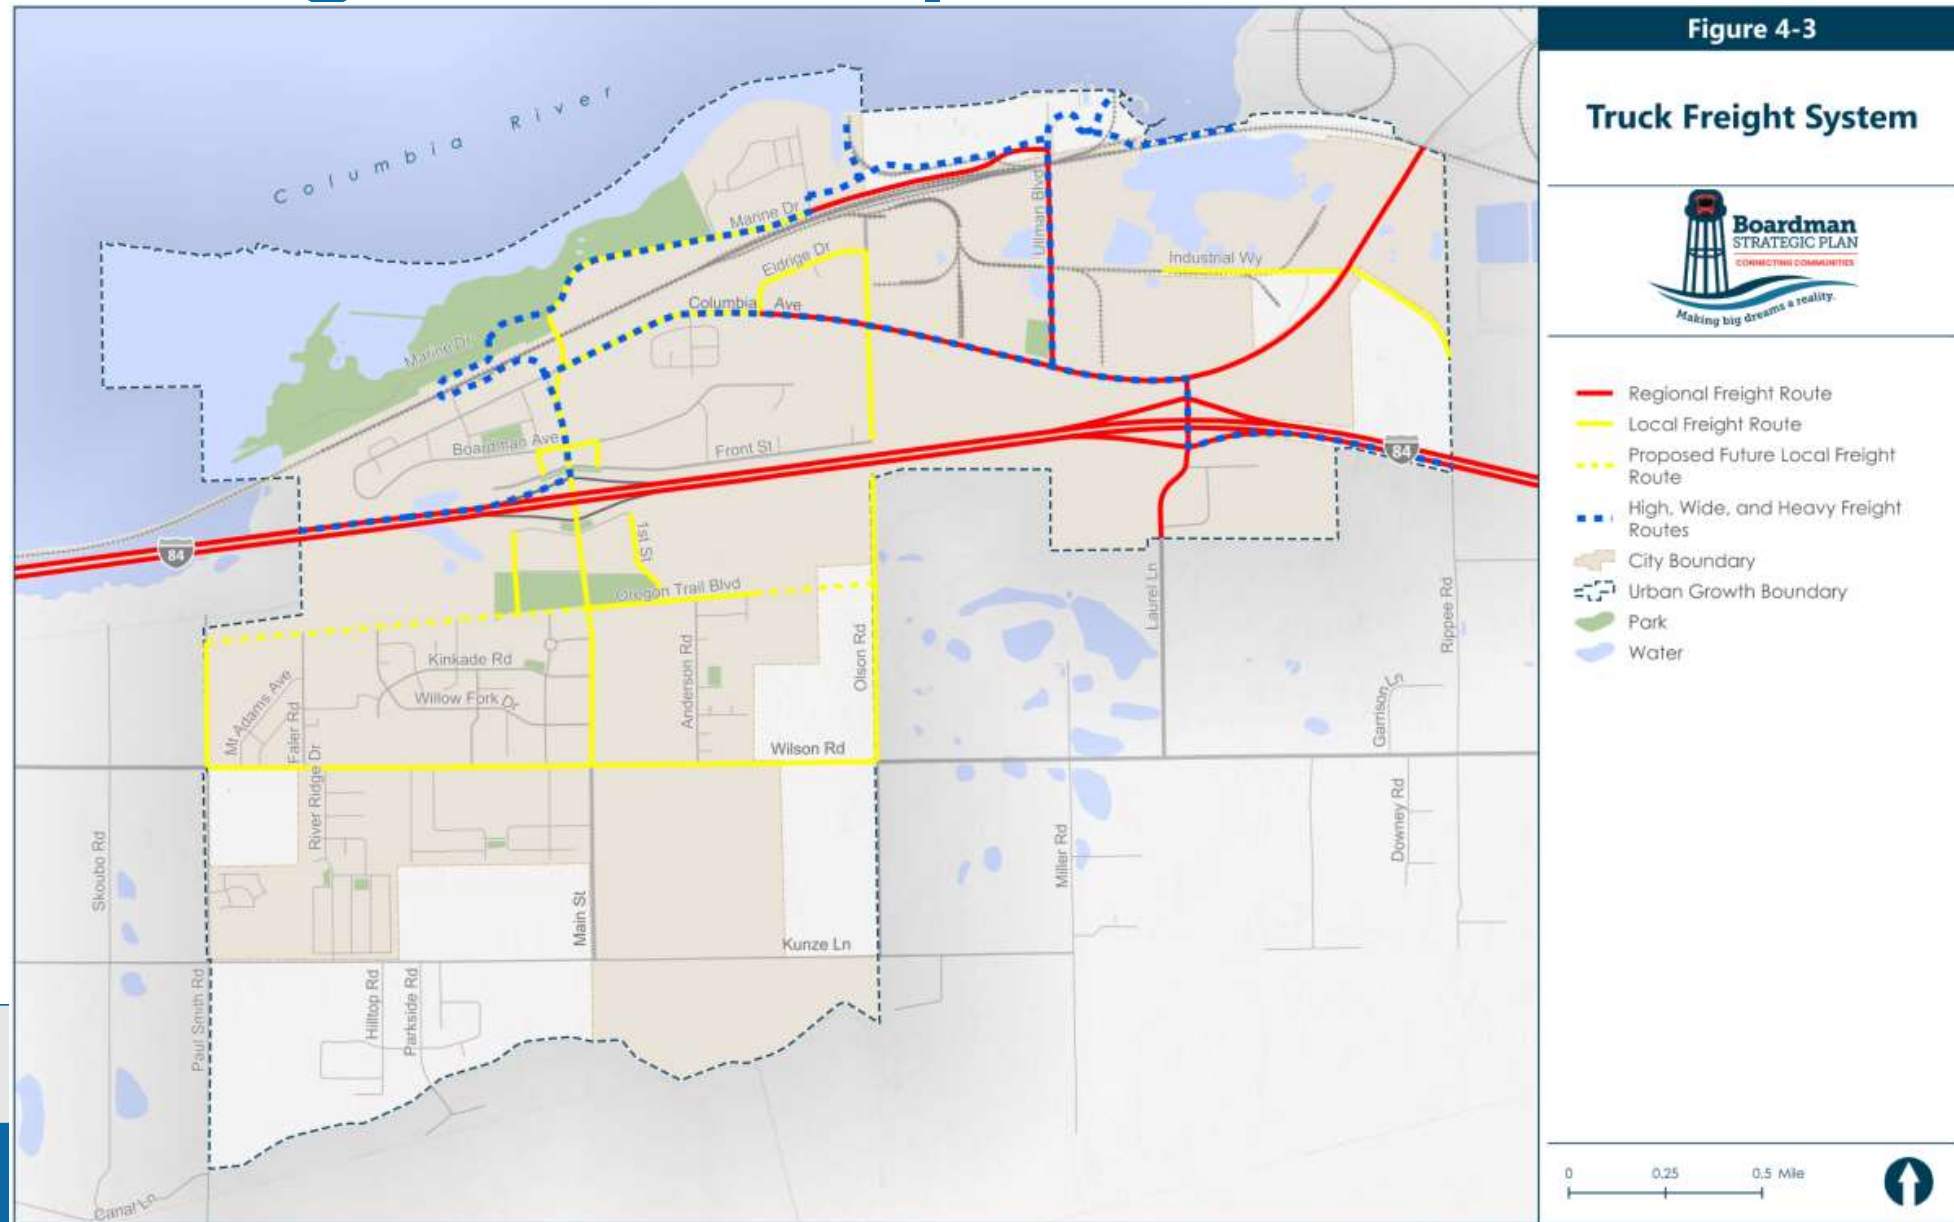 Figure 4-3
Truck Freight System
Boardman
STRATEGIC PLAN
CONNECTING COMMUNITIES
Making big dreams a reality.
Regional Freight Route
Local Freight Route
Proposed Future Local Freight
Route
High, Wide, and Heavy Freight
Routes
City Boundary
Urban Growth Boundary
Park
Water
0 0.25 0.5 Mile
Columbia River
Marine Dr
Ullman Blvd
Eldrige Dr
Industrial Wy
Columbia Ave
Marine Dr
Boardman Ave
Front St
84
84
1st St
Oregon Trail Blvd
Laurel Ln
Rippee Rd
Kinkade Rd
Anderson Rd
Olson Rd
Mt Adams Ave
Willow Fork Dr
Garrison Ln
Faler Rd
Wilson Rd
River Ridge Dr
Skoubo Rd
Miller Rd
Downey Rd
Main St
Kunze Ln
Paul Smith Rd
Hilltop Rd
Parkside Rd
Canal Ln